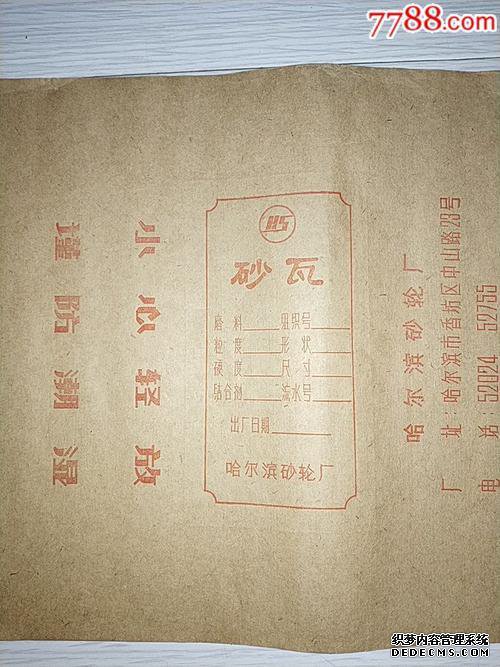 7788.com
谨防潮湿
小心轻放
SH
砂瓦
磨料 组织号
粒度 形状
硬度 尺寸
结合剂 流水号
出厂日期
哈尔滨砂轮厂
哈尔滨砂轮厂
厂址:哈尔滨市香坊区中山路23号
电话:52824 52755
织梦内容管理系统
DEDECMS.COM